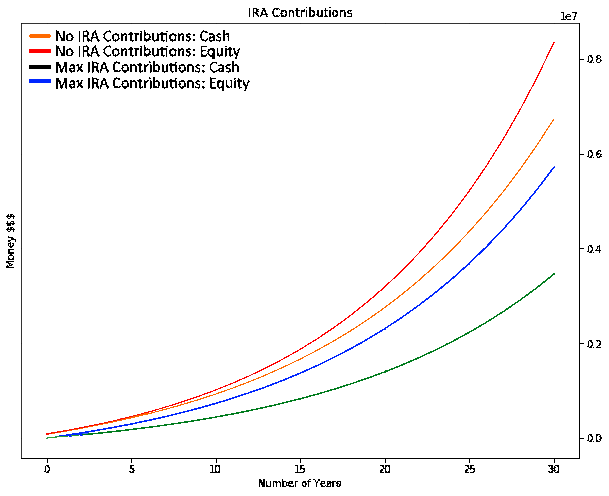 IRA Contributions
1e7
No IRA Contributions: Cash
No IRA Contributions: Equity
Max IRA Contributions: Cash
Max IRA Contributions: Equity
0.8
0.6
0.4
0.2
0.0
Money $$$
0 5 10 15 20 25 30
Number of Years